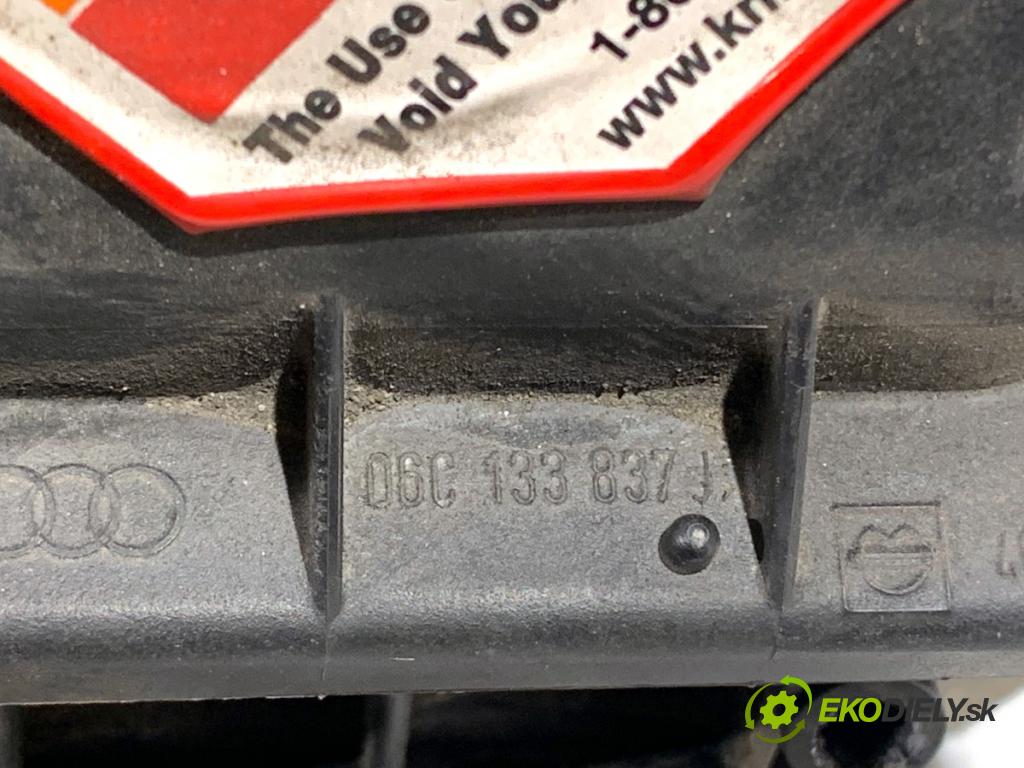 The Use
Void You
1-8
www.kn
06C 133 837
EKODIELY.sk